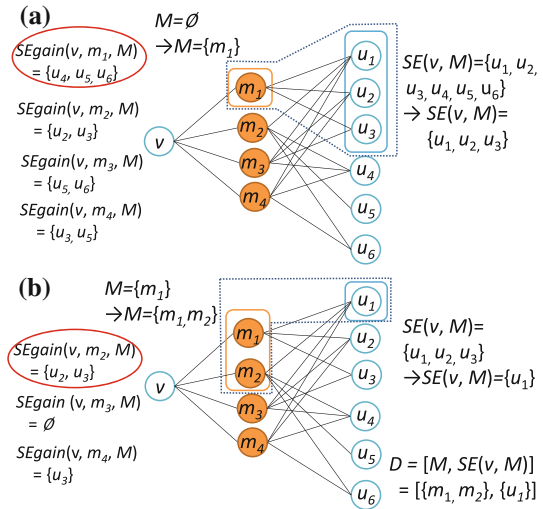 (a)
M=Ø
→M={m1}
SEgain(v, m1, M)
= {u4, u5, u6}
SEgain(v, m2, M)
= {u2, u3}
SEgain(v, m3, M)
= {u5, u6}
SEgain(v, m4, M)
= {u3, u5}
v
m1
m2
m3
m4
u1
u2
u3
u4
u5
u6
SE(v, M)={u1, u2,
u3, u4, u5, u6}
→ SE(v, M)=
{u1, u2, u3}
(b)
M={m1}
→M={m1,m2}
SEgain(v, m2, M)
= {u2, u3}
SEgain (v, m3, M)
= Ø
SEgain(v, m4, M)
= {u3}
v
m1
m2
m3
m4
u1
u2
u3
u4
u5
u6
SE(v, M)=
{u1, u2, u3}
→SE(v, M)={u1}
D = [M, SE(v, M)]
= [{m1, m2}, {u1}]